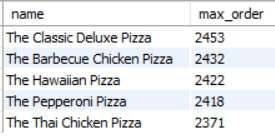 name max_order
The Classic Deluxe Pizza 2453
The Barbecue Chicken Pizza 2432
The Hawaiian Pizza 2422
The Pepperoni Pizza 2418
The Thai Chicken Pizza 2371